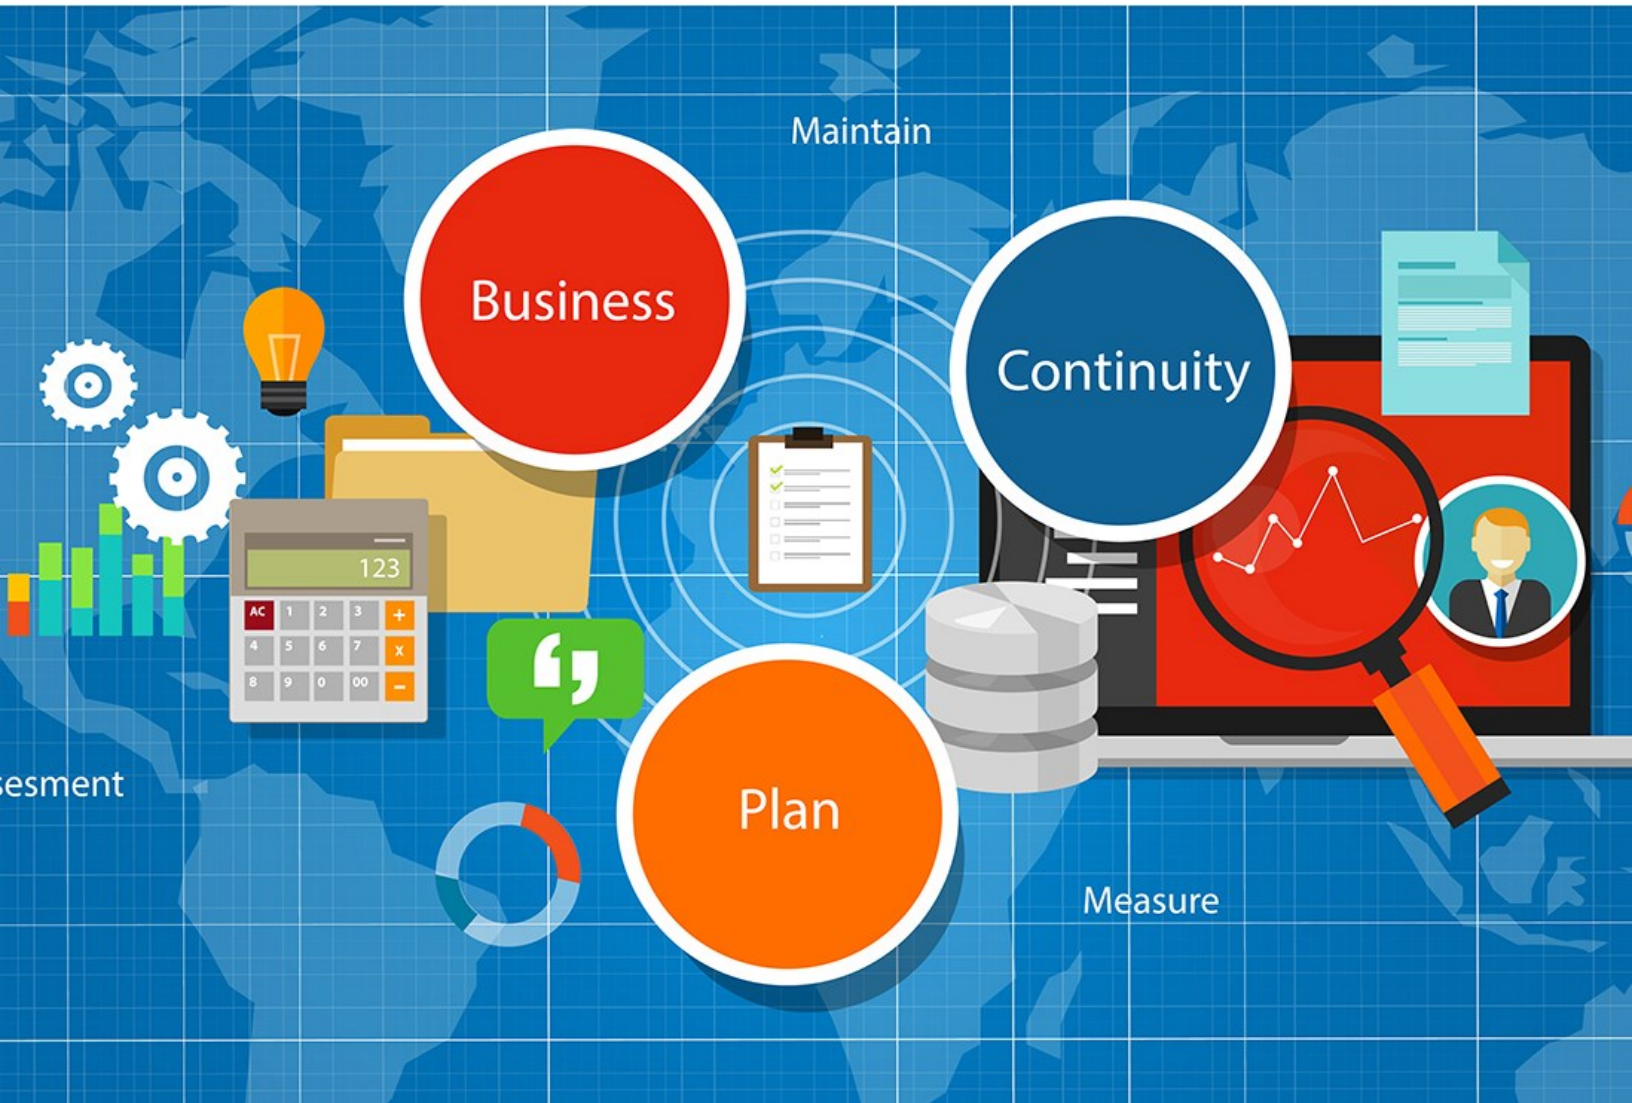 Maintain
Business
Continuity
123
AC 1 2 3 +
4 5 6 7 x
8 9 0 00 -
sesment
Plan
Measure